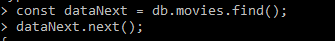 > const dataNext = db.movies.find();
> dataNext.next();